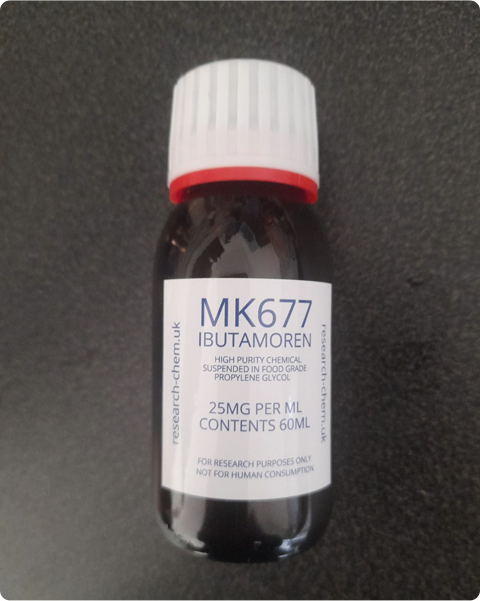 MK677
IBUTAMOREN
HIGH PURITY CHEMICAL
SUSPENDED IN FOOD GRADE
PROPYLENE GLYCOL
25MG PER ML
CONTENTS 60ML
FOR RESEARCH PURPOSES ONLY
NOT FOR HUMAN CONSUMPTION
research-chem.uk
research-chem.uk